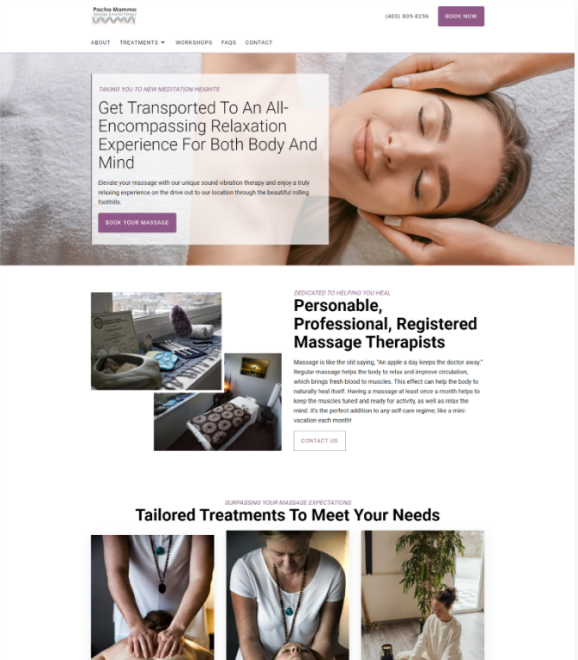 Pacha Mamma
(403) 805-8256
BOOK NOW
ABOUT TREATMENTS WORKSHOPS FAQS CONTACT
TAKING YOU TO NEW MEDITATION HEIGHTS
Get Transported To An All-
Encompassing Relaxation
Experience For Both Body And
Mind
Elevate your massage with our unique sound vibration therapy and enjoy a truly
relaxing experience on the drive out to our location through the beautiful rolling
foothills.
BOOK YOUR MASSAGE
DEDICATED TO HELPING YOU HEAL
Personable,
Professional, Registered
Massage Therapists
Massage is like the old saying, "An apple a day keeps the doctor away."
Regular massage helps the body to relax and improve circulation,
which brings fresh blood to muscles. This effect can help the body to
naturally heal itself. Having a massage at least once a month helps to
keep the muscles tuned and ready for activity, as well as relax the
mind. It's the perfect addition to any self-care regime, like a mini
vacation each month!
CONTACT US
SURPASSING YOUR MASSAGE EXPECTATIONS
Tailored Treatments To Meet Your Needs